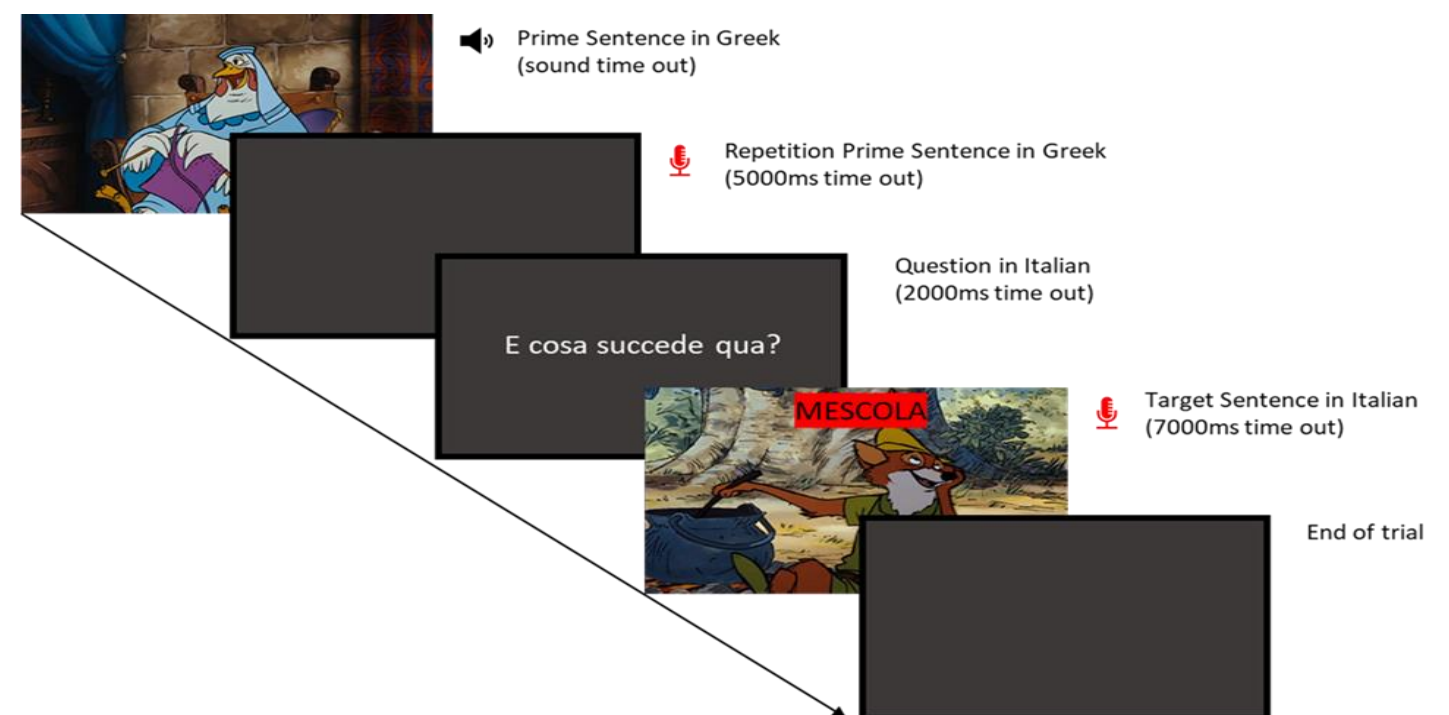 Prime Sentence in Greek
(sound time out)
Repetition Prime Sentence in Greek
(5000ms time out)
Question in Italian
(2000ms time out)
E cosa succede qua?
MESCOLA
Target Sentence in Italian
(7000ms time out)
End of trial